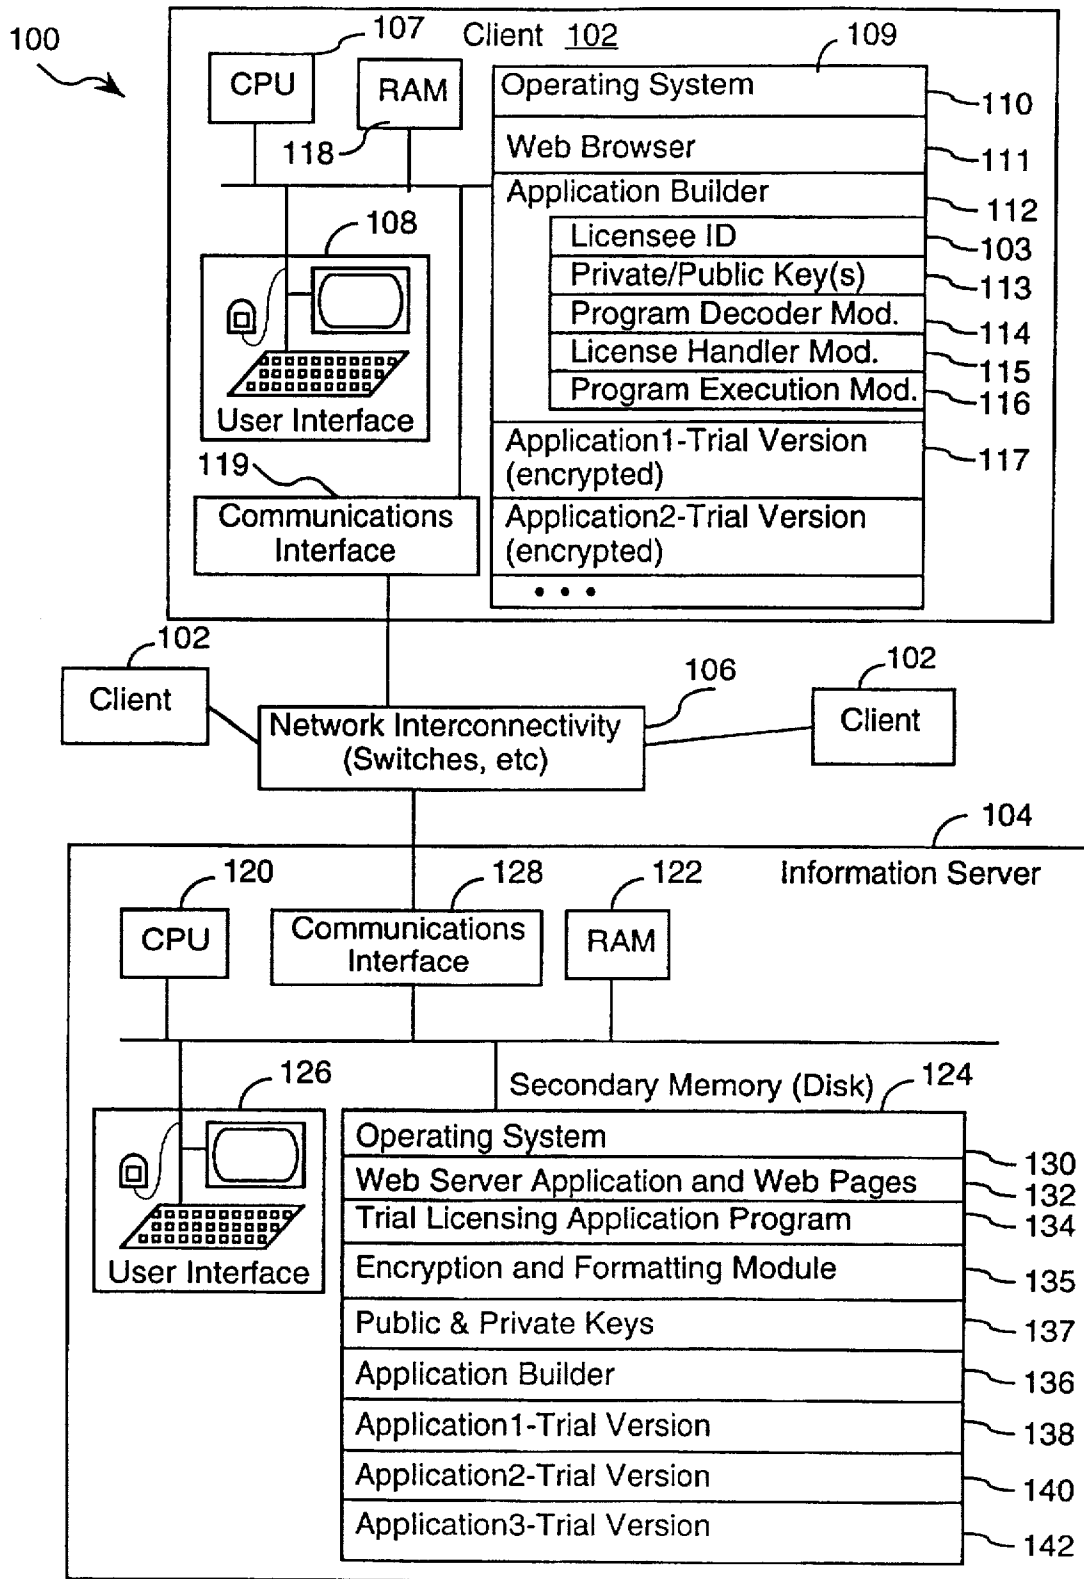 100
107
Client 102
109
CPU
RAM
118
Operating System
110
Web Browser
111
Application Builder
112
Licensee ID
103
Private/Public Key(s)
113
Program Decoder Mod.
114
License Handler Mod.
115
Program Execution Mod.
116
108
User Interface
Application1-Trial Version
(encrypted)
117
Application2-Trial Version
(encrypted)
• • •
119
Communications
Interface
102
Client
106
Network Interconnectivity
(Switches, etc)
102
Client
104
Information Server
120
CPU
128
Communications
Interface
122
RAM
126
User Interface
Secondary Memory (Disk)
124
Operating System
130
Web Server Application and Web Pages
132
Trial Licensing Application Program
134
Encryption and Formatting Module
135
Public & Private Keys
137
Application Builder
136
Application1-Trial Version
138
Application2-Trial Version
140
Application3-Trial Version
142